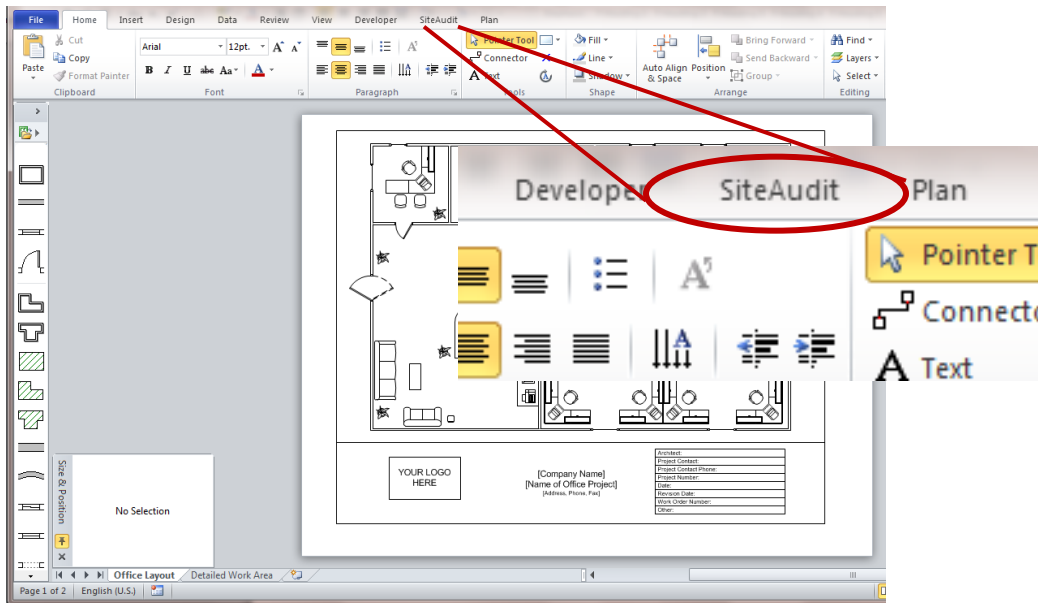 File Home Insert Design Data Review View Developer SiteAudit Plan
Cut
Copy
Format Painter
Paste
Clipboard
Arial 12pt.
B I U abc Aa A
Font
Paragraph
Pointer Tool
Connector
A Text
Tools
Fill
Line
Shadow
Shape
Auto Align & Space
Position
Bring Forward
Send Backward
Group
Arrange
Find
Layers
Select
Editing
Developer SiteAudit Plan
Pointer T
Connecto
A Text
YOUR LOGO
HERE
[Company Name]
[Name of Office Project]
[Address, Phone, Fax]
Architect:
Project Contact:
Project Contact Phone:
Project Number:
Date:
Revision Date:
Work Order Number:
Other:
Size & Position
No Selection
Office Layout Detailed Work Area
Page 1 of 2 English (U.S.)